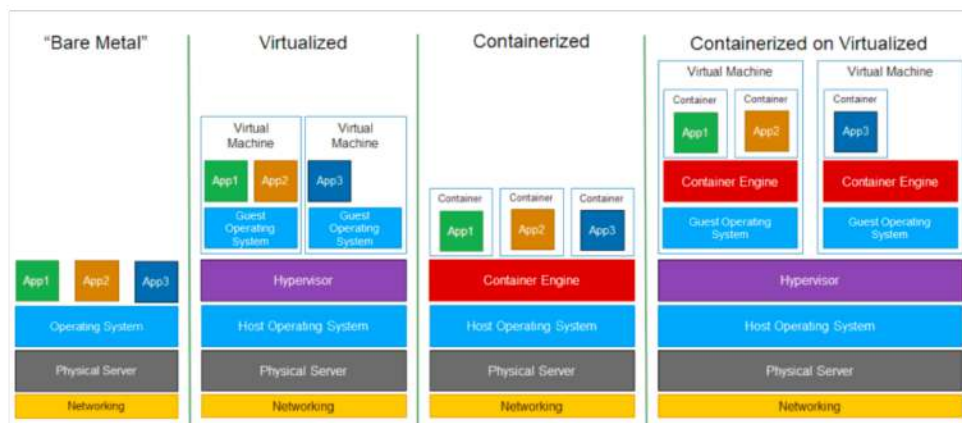 "Bare Metal"
Virtualized
Containerized
Containerized on Virtualized
App1
App2
App3
Operating System
Physical Server
Networking
Virtual
Machine
Virtual
Machine
App1
App2
App3
Guest
Operating
System
Guest
Operating
System
Hypervisor
Host Operating System
Physical Server
Networking
Container
Container
Container
App1
App2
App3
Container Engine
Host Operating System
Physical Server
Networking
Virtual Machine
Virtual Machine
Container
Container
Container
App1
App2
App3
Container Engine
Container Engine
Guest Operating
System
Guest Operating
System
Hypervisor
Host Operating System
Physical Server
Networking